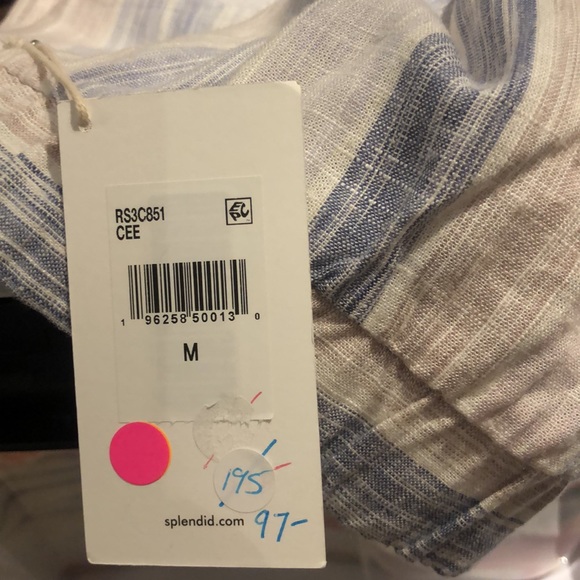 RS3C851
CEE
1 96258 50013 0
M
195
splendid.com
97-